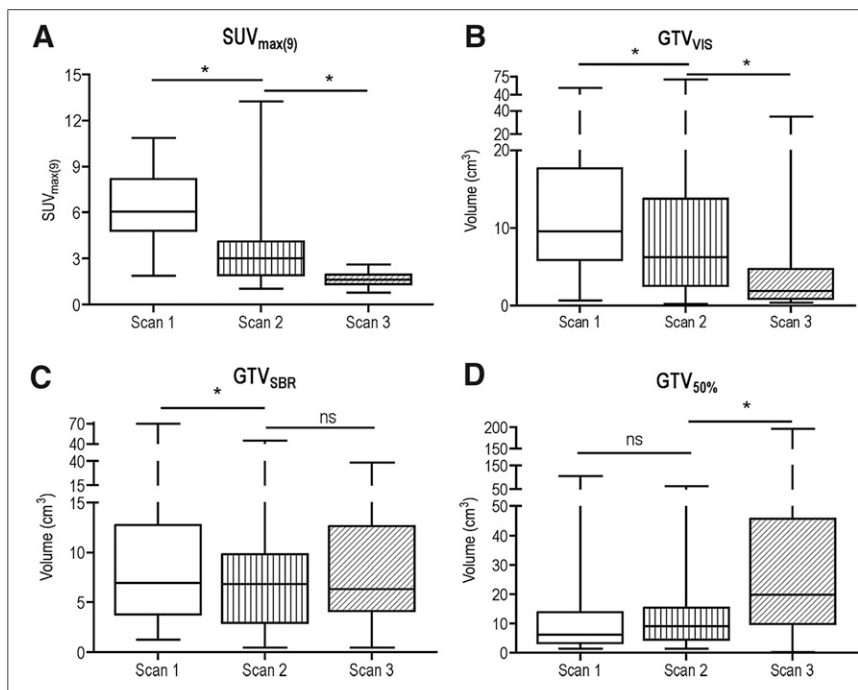 A
SUVmax(9)
*
*
15
12
9
6
3
0
SUVmax(9)
Scan 1
Scan 2
Scan 3
B
GTVVIS
*
*
75
40
40
20
20
10
0
Volume (cm³)
Scan 1
Scan 2
Scan 3
C
GTVSBR
*
ns
70
40
40
15
15
10
5
0
Volume (cm³)
Scan 1
Scan 2
Scan 3
D
GTV50%
ns
*
200
150
150
50
50
40
30
20
10
0
Volume (cm³)
Scan 1
Scan 2
Scan 3